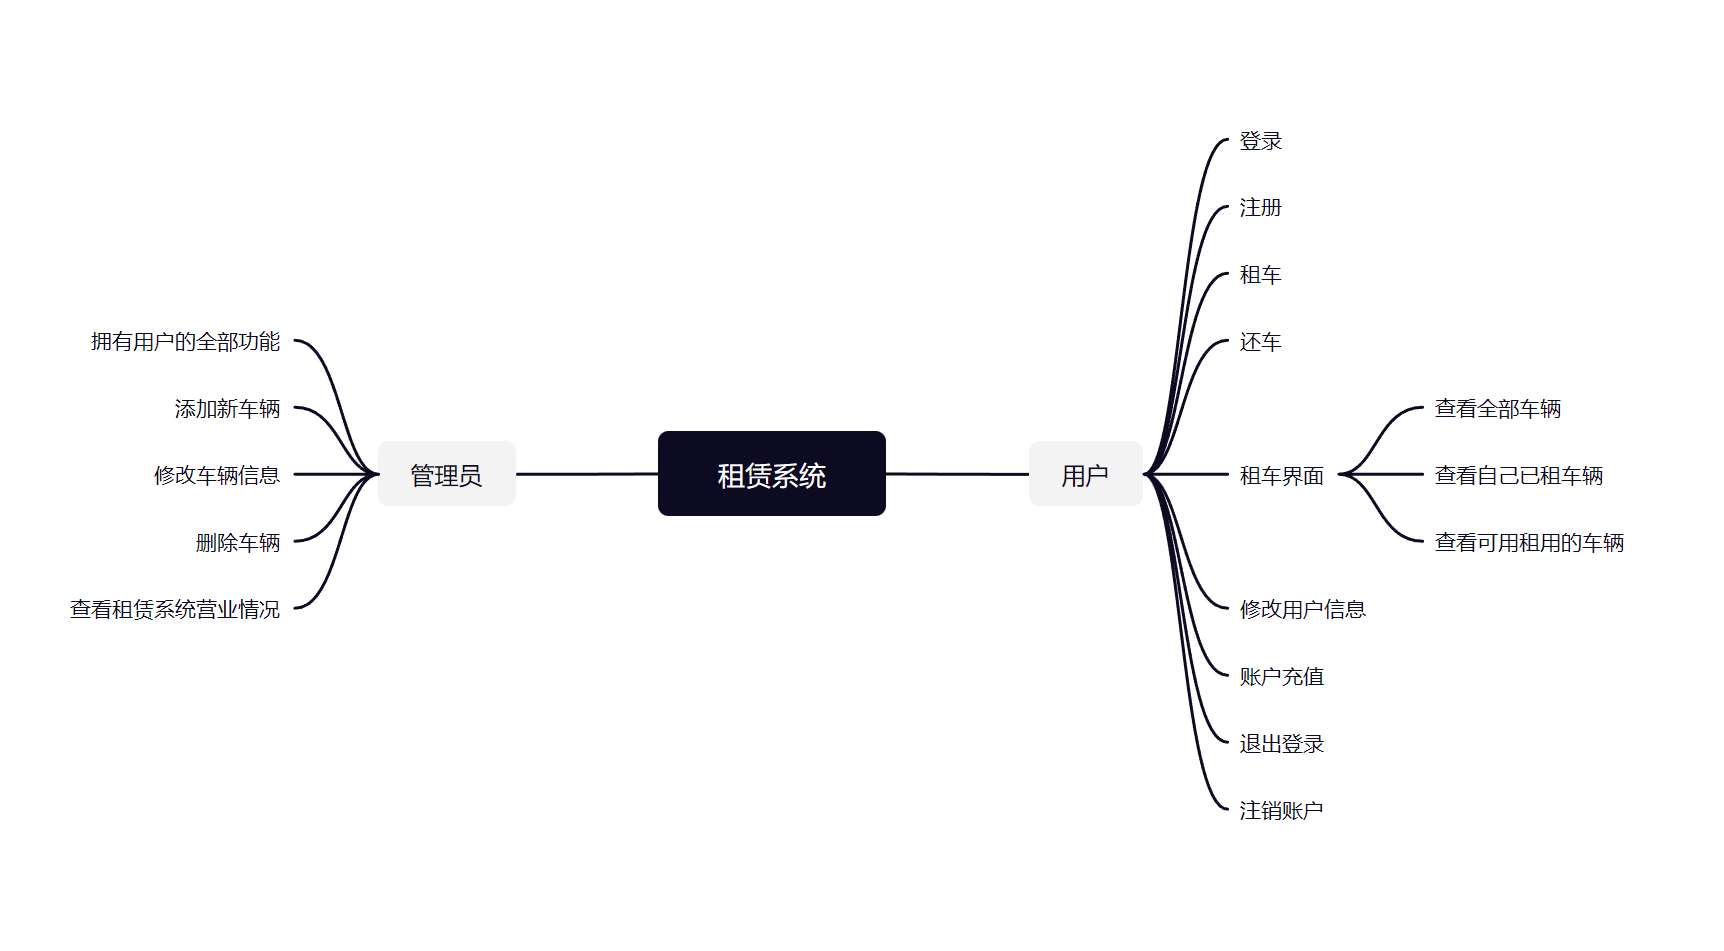 租赁系统
管理员
拥有用户的全部功能
添加新车辆
修改车辆信息
删除车辆
查看租赁系统营业情况
用户
登录
注册
租车
还车
租车界面
查看全部车辆
查看自己已租车辆
查看可用租用的车辆
修改用户信息
账户充值
退出登录
注销账户